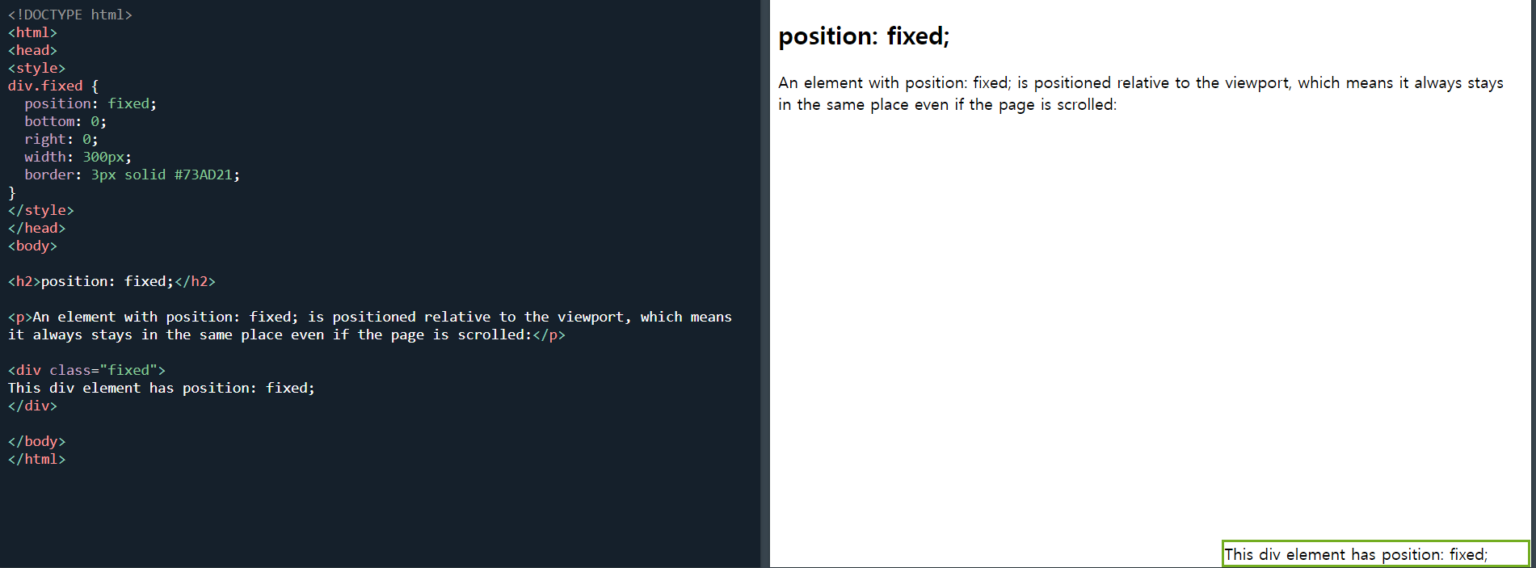 <!DOCTYPE html>
<html>
<head>
<style>
div.fixed {
  position: fixed;
  bottom: 0;
  right: 0;
  width: 300px;
  border: 3px solid #73AD21;
}
</style>
</head>
<body>
<h2>position: fixed;</h2>
<p>An element with position: fixed; is positioned relative to the viewport, which means
it always stays in the same place even if the page is scrolled:</p>
<div class="fixed">
This div element has position: fixed;
</div>
</body>
</html>
position: fixed;
An element with position: fixed; is positioned relative to the viewport, which means it always stays
in the same place even if the page is scrolled:
This div element has position: fixed;